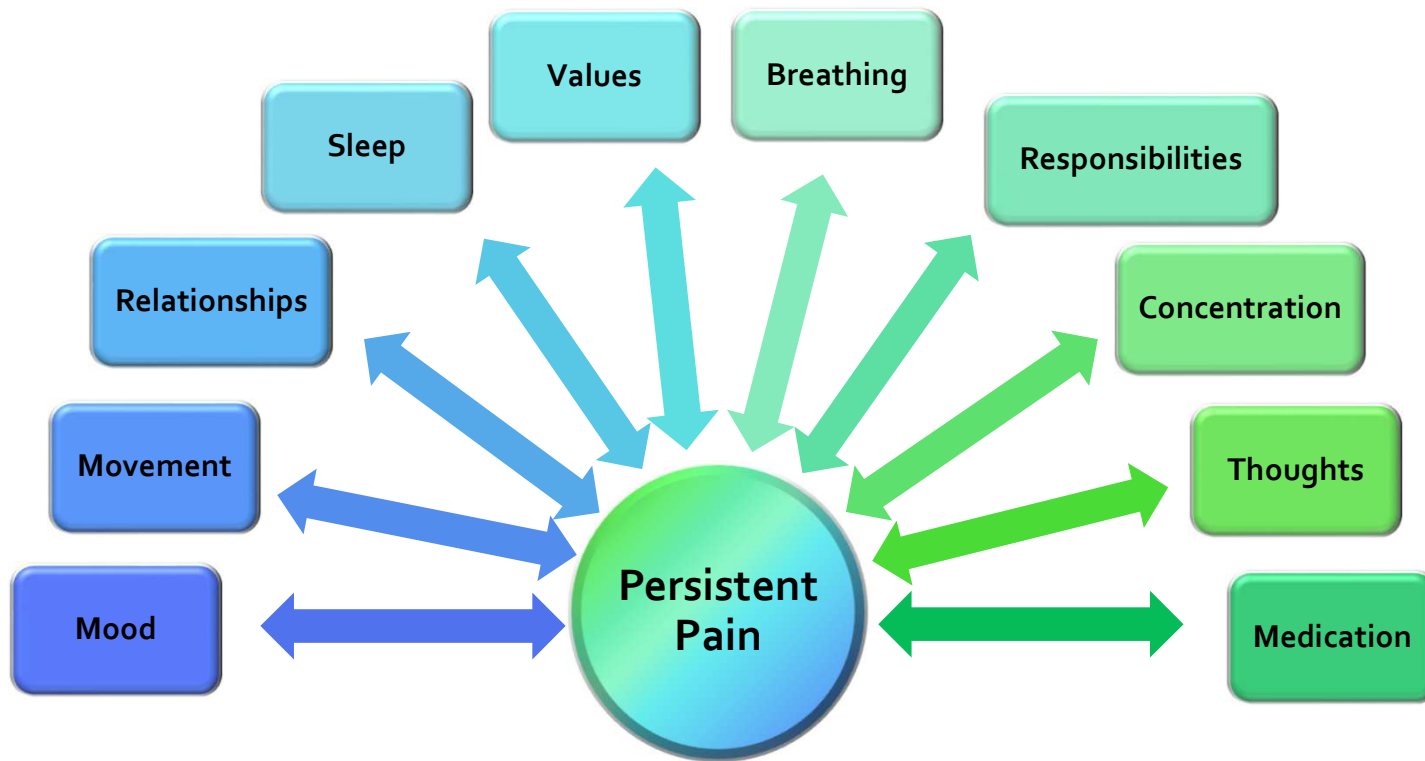 Values
Breathing
Sleep
Responsibilities
Relationships
Concentration
Movement
Thoughts
Persistent
Pain
Mood
Medication